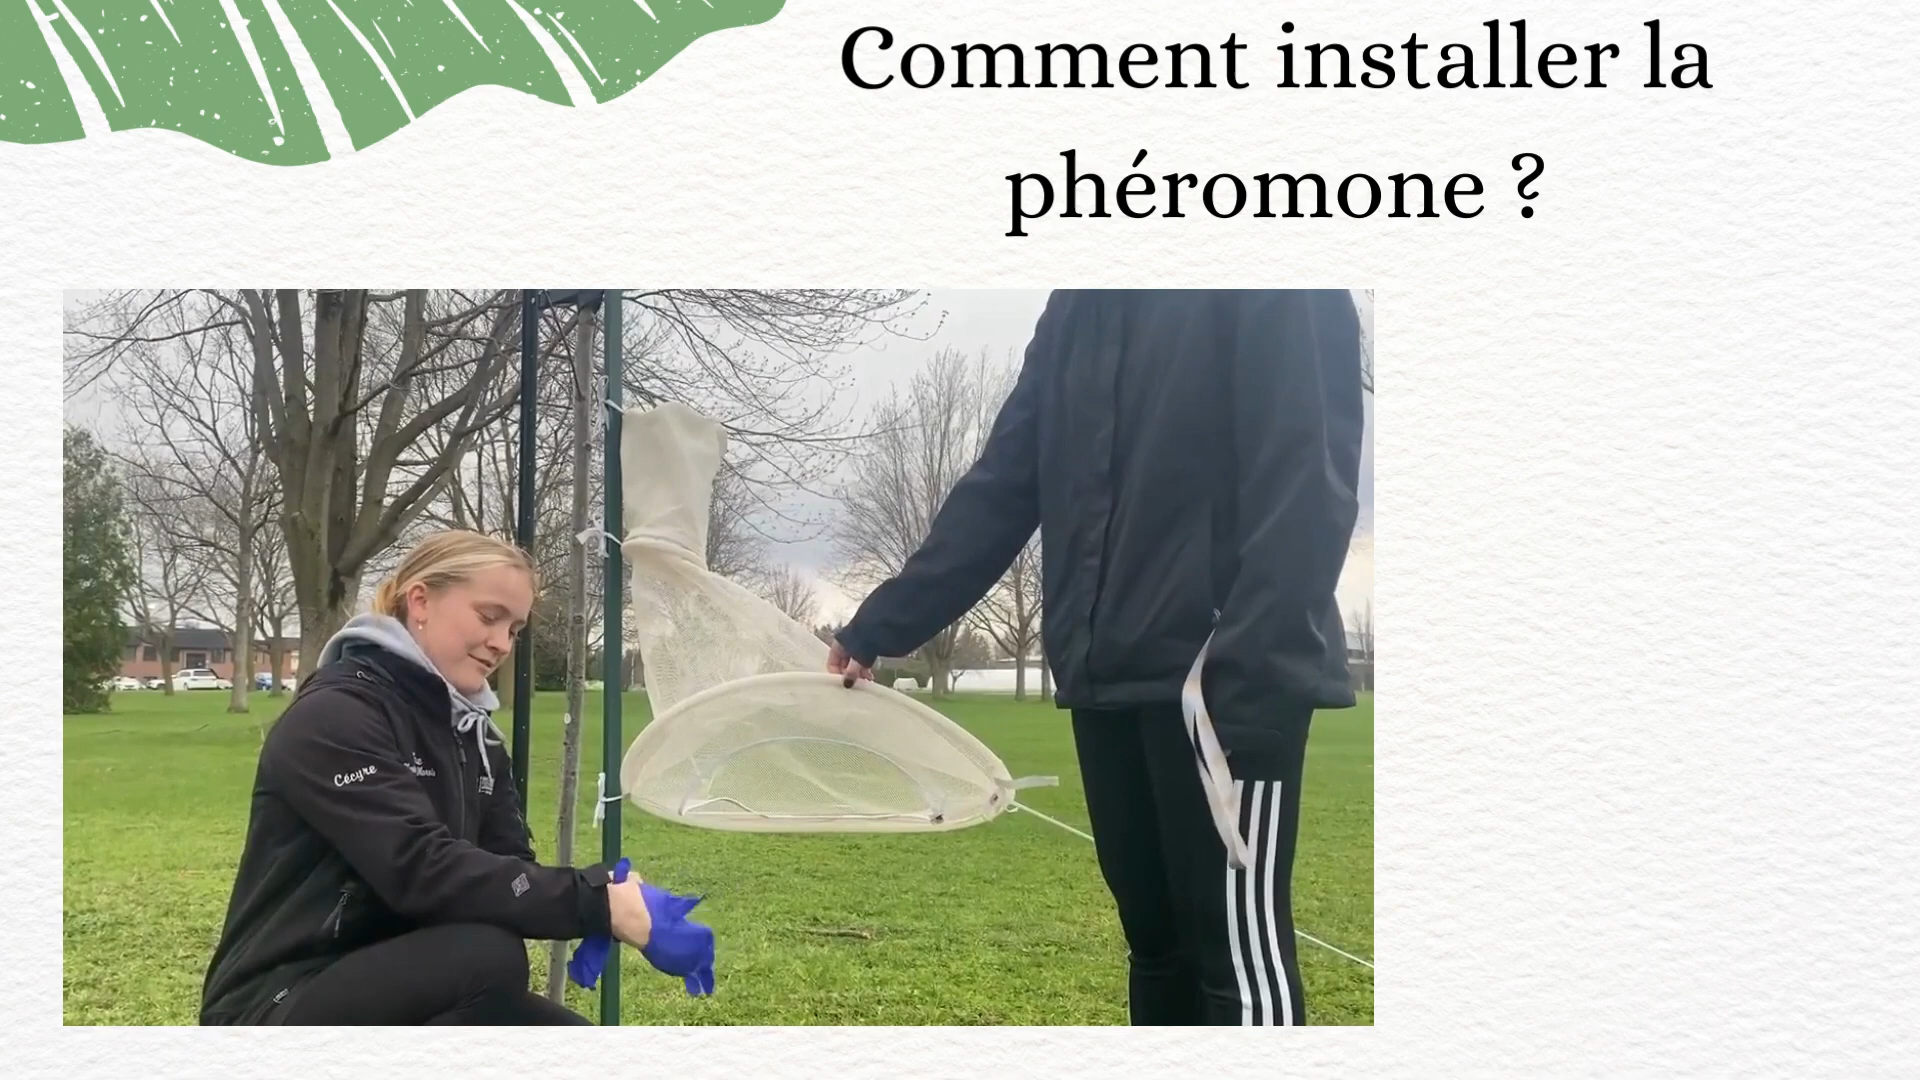 Comment installer la
phéromone ?
Cécyre